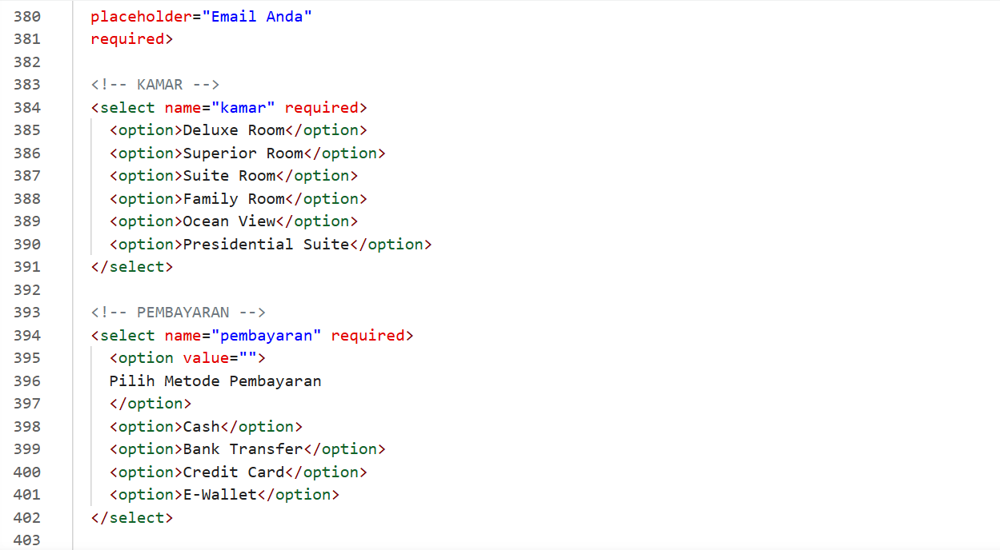 380 placeholder="Email Anda"
381 required>
382
383 <!-- KAMAR -->
384 <select name="kamar" required>
385   <option>Deluxe Room</option>
386   <option>Superior Room</option>
387   <option>Suite Room</option>
388   <option>Family Room</option>
389   <option>Ocean View</option>
390   <option>Presidential Suite</option>
391 </select>
392
393 <!-- PEMBAYARAN -->
394 <select name="pembayaran" required>
395   <option value="">
396   Pilih Metode Pembayaran
397   </option>
398   <option>Cash</option>
399   <option>Bank Transfer</option>
400   <option>Credit Card</option>
401   <option>E-Wallet</option>
402 </select>
403